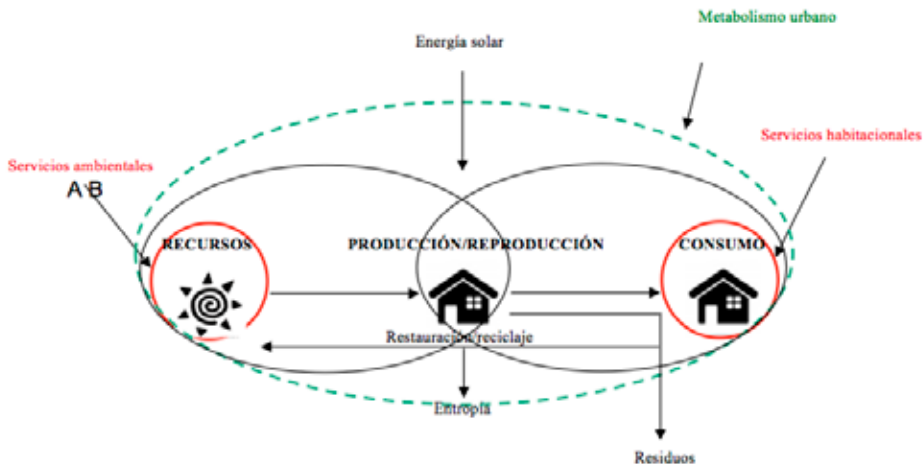 Metabolismo urbano
Energía solar
Servicios habitacionales
Servicios ambientales
A B
RECURSOS
PRODUCCIÓN/REPRODUCCIÓN
CONSUMO
Restauración/reciclaje
Entropía
Residuos